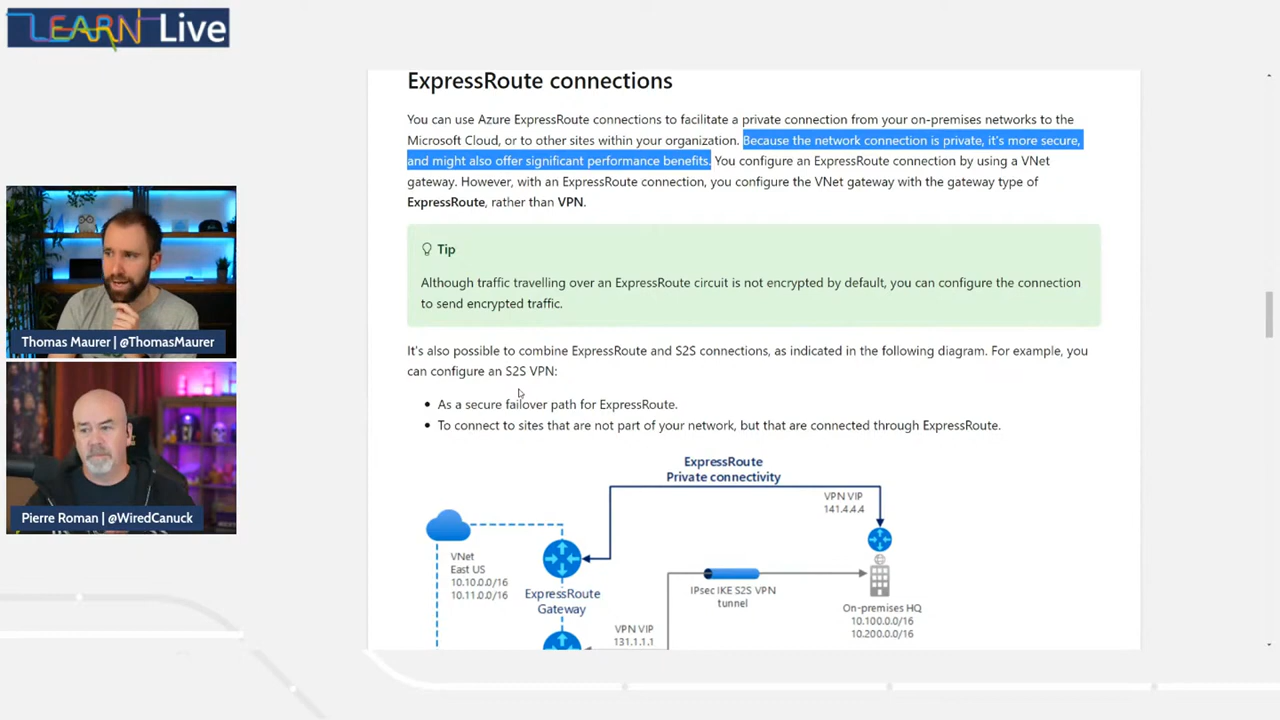 LEARN Live
ExpressRoute connections
You can use Azure ExpressRoute connections to facilitate a private connection from your on-premises networks to the
Microsoft Cloud, or to other sites within your organization. Because the network connection is private, it's more secure,
and might also offer significant performance benefits. You configure an ExpressRoute connection by using a VNet
gateway. However, with an ExpressRoute connection, you configure the VNet gateway with the gateway type of
ExpressRoute, rather than VPN.
Tip
Although traffic travelling over an ExpressRoute circuit is not encrypted by default, you can configure the connection
to send encrypted traffic.
Thomas Maurer | @ThomasMaurer
It's also possible to combine ExpressRoute and S2S connections, as indicated in the following diagram. For example, you
can configure an S2S VPN:
As a secure failover path for ExpressRoute.
To connect to sites that are not part of your network, but that are connected through ExpressRoute.
Pierre Roman | @WiredCanuck
ExpressRoute
Private connectivity
VPN VIP
141.4.4.4
VNet
East US
10.10.0.0/16
10.11.0.0/16
ExpressRoute
Gateway
IPsec IKE S2S VPN
tunnel
On-premises HQ
10.100.0.0/16
10.200.0.0/16
VPN VIP
131.1.1.1